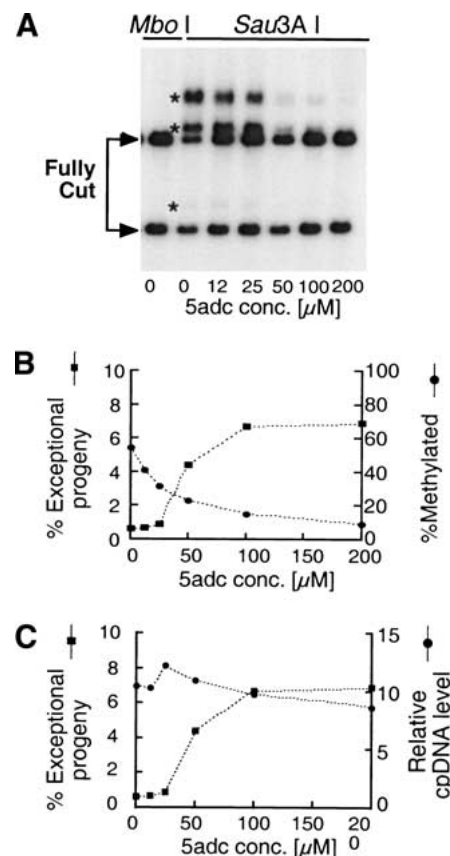 A
Mbo I Sau3A I
*
*
Fully
Cut
*
0 0 12 25 50 100 200
5adc conc. [µM]
B
% Exceptional
progeny
10
8
6
4
2
0
100
80
60
40
20
0
%Methylated
0 50 100 150 200
5adc conc. [µM]
C
% Exceptional
progeny
10
8
6
4
2
0
15
10
5
0
Relative
cpDNA level
0 50 100 150 20
0
5adc conc. [µM]